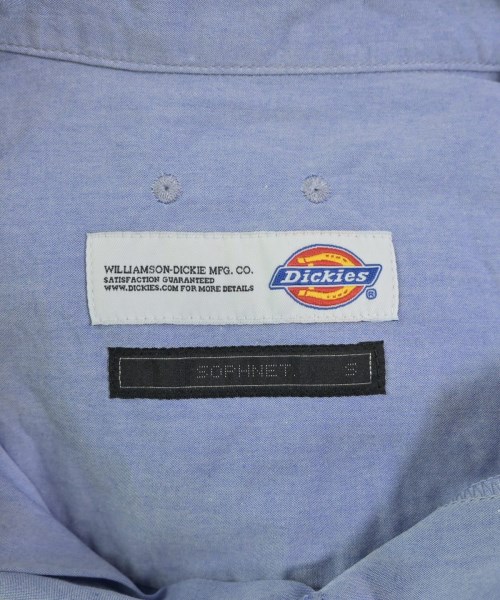 WILLIAMSON-DICKIE MFG. CO.
SATISFACTION GUARANTEED
WWW.DICKIES.COM FOR MORE DETAILS
Dickies
®
SOPHNET. S